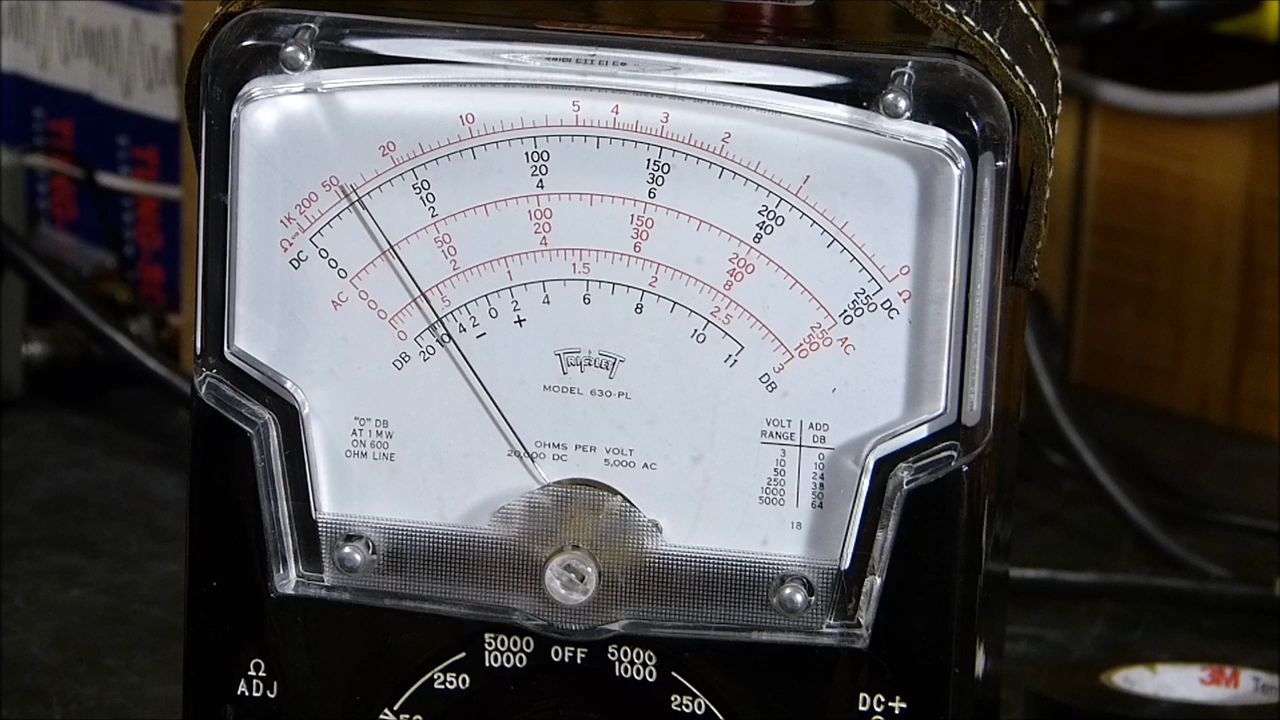 5 4 3
10 2
20 1
1K 200 50 0
Ω∞ Ω
50 100 150 200 250
10 20 30 40 50
2 4 6 8 10
DC 0 0 0 DC
50 100 150 200 250
10 20 30 40 50
AC 0 0 0 2 4 6 8 10 AC
0 .5 1 1.5 2 2.5 3
DB 20 10 4 2 0 2 4 6 8 10 11 DB
− +
TRIPLETT
MODEL 630-PL
"0" DB
AT 1 MW
ON 600
OHM LINE
OHMS PER VOLT
20,000 DC 5,000 AC
VOLT ADD
RANGE DB
3 0
10 10
50 24
250 38
1000 50
5000 64
18
5000 OFF 5000
1000 1000
250 250
50
Ω
ADJ
DC+
3M